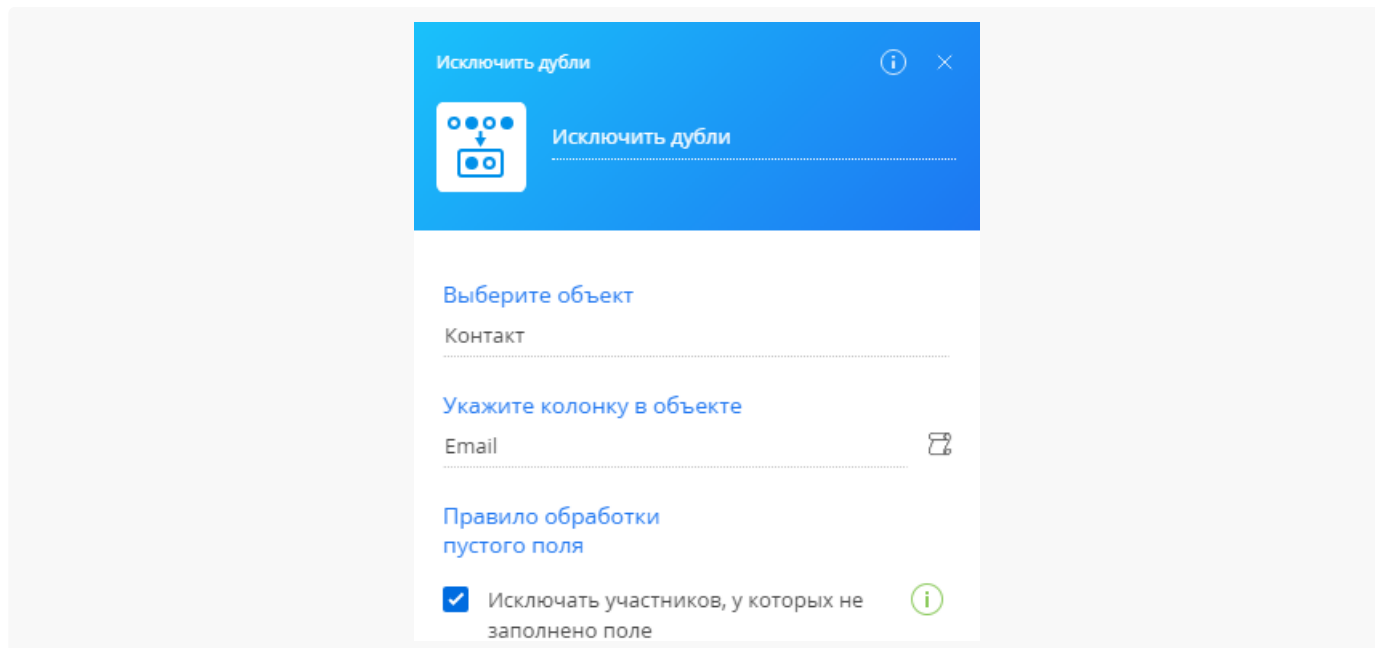 Исключить дубли
Исключить дубли
Выберите объект
Контакт
Укажите колонку в объекте
Email
Правило обработки
пустого поля
Исключать участников, у которых не
заполнено поле